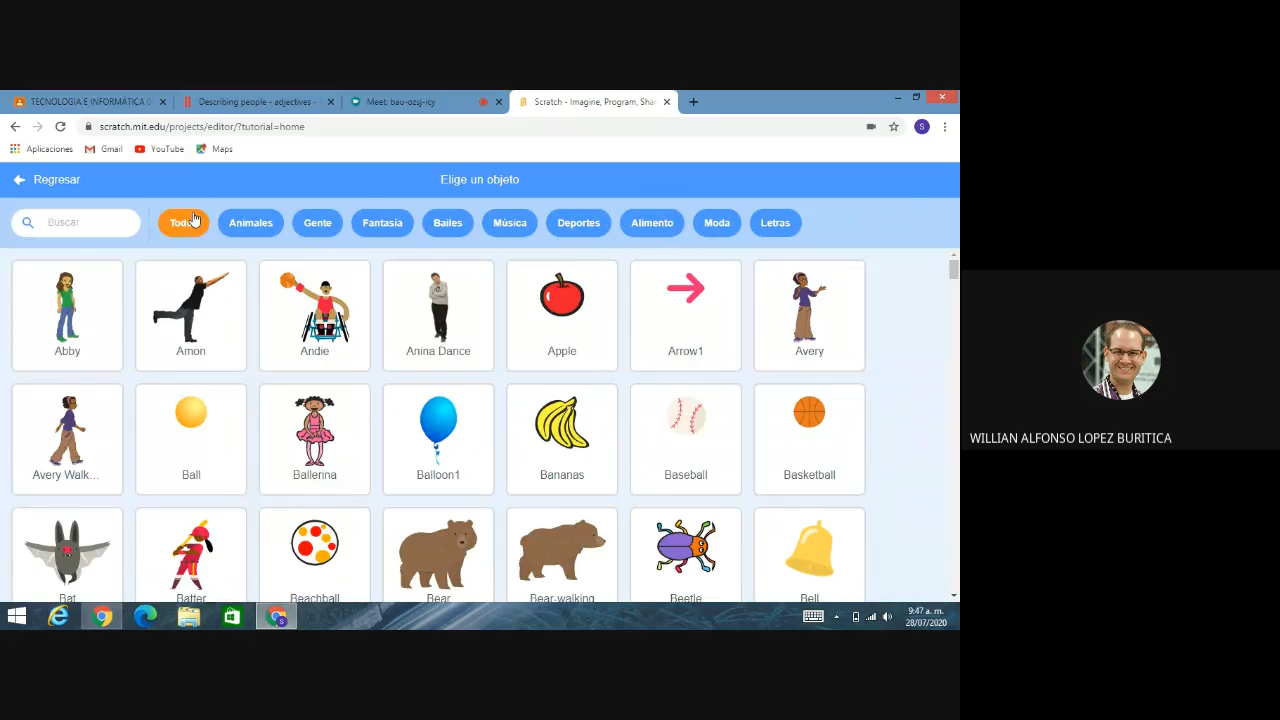 TECNOLOGIA E INFORMÁTICA
Describing people - adjectives -
Meet: bau-ozsj-icy
Scratch - Imagine, Program, Sha
scratch.mit.edu/projects/editor/?tutorial=home
S
Aplicaciones
Gmail
YouTube
Maps
Regresar
Elige un objeto
Buscar
Animales
Gente
Fantasía
Bailes
Música
Deportes
Alimento
Moda
Letras
Abby
Amon
Andie
Anina Dance
Apple
Arrow1
Avery
Avery Walk...
Ball
Ballerina
Balloon1
Bananas
Baseball
Basketball
Bat
Batter
Beachball
Bear
Bear-walking
Beetle
Bell
9:47 a. m.
28/07/2020
WILLIAN ALFONSO LOPEZ BURITICA